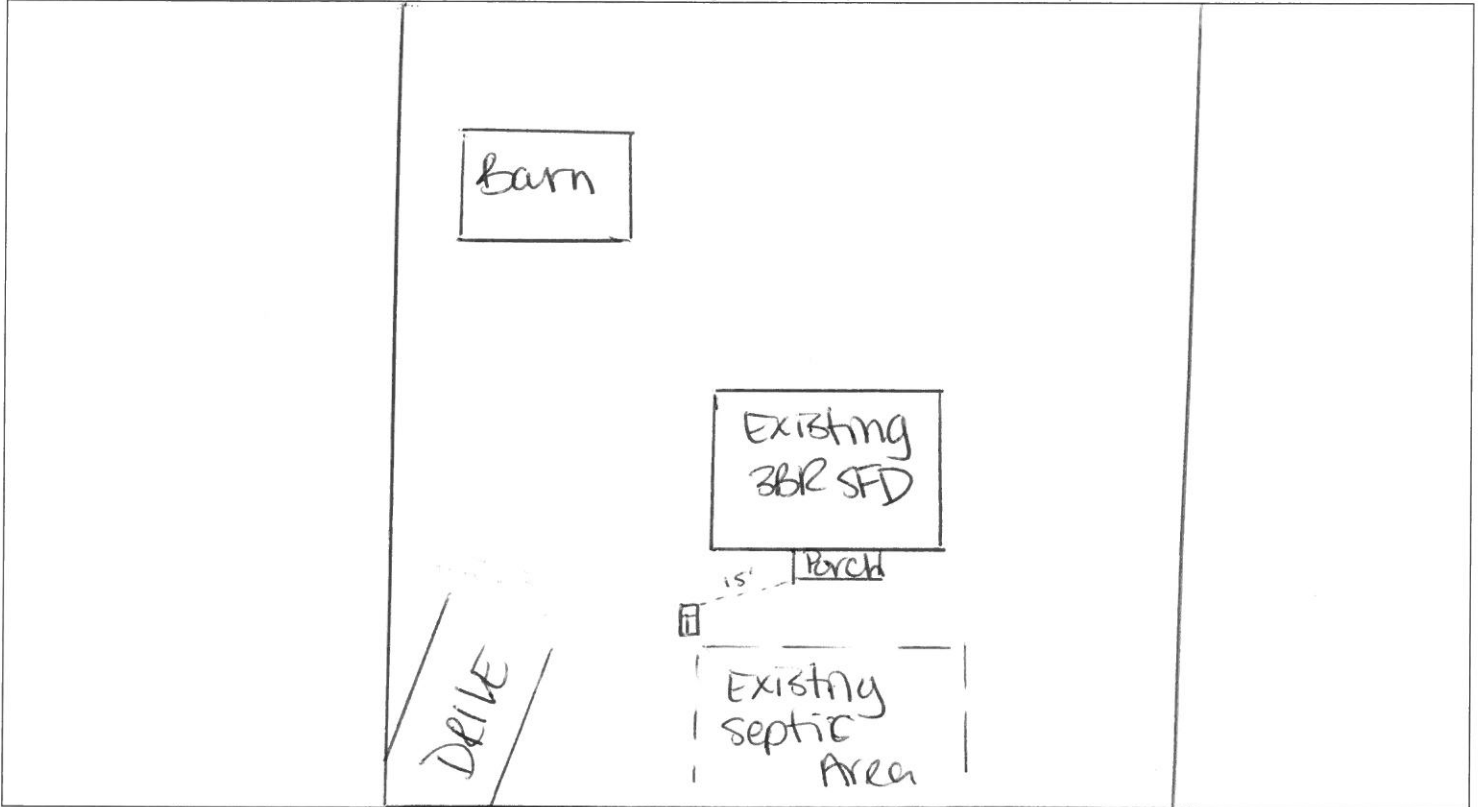 Barn
Existing
3BR SFD
Porch
15'
DRIVE
Existing
Septic
Area